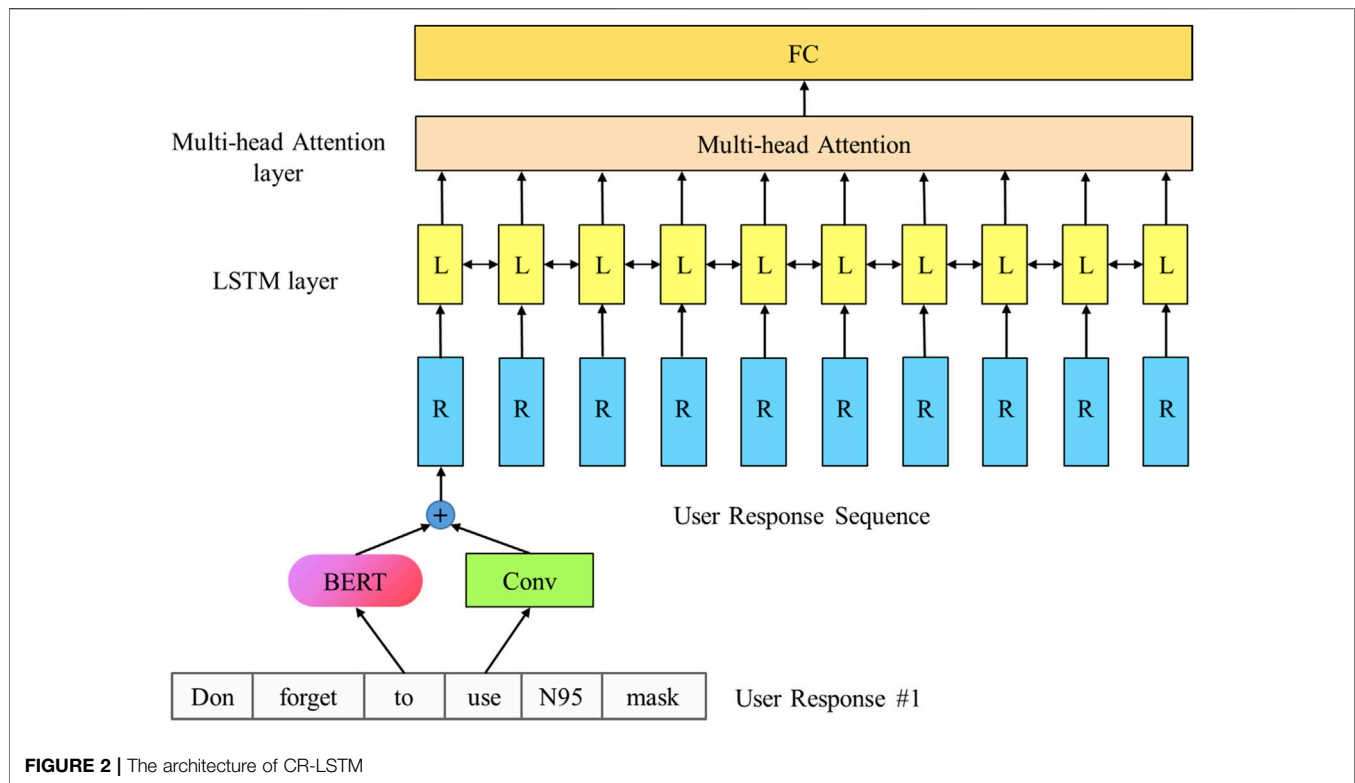 FC
Multi-head Attention
layer
Multi-head Attention
LSTM layer
L L L L L L L L L L
R R R R R R R R R R
+
User Response Sequence
BERT Conv
Don forget to use N95 mask
User Response #1
FIGURE 2 | The architecture of CR-LSTM